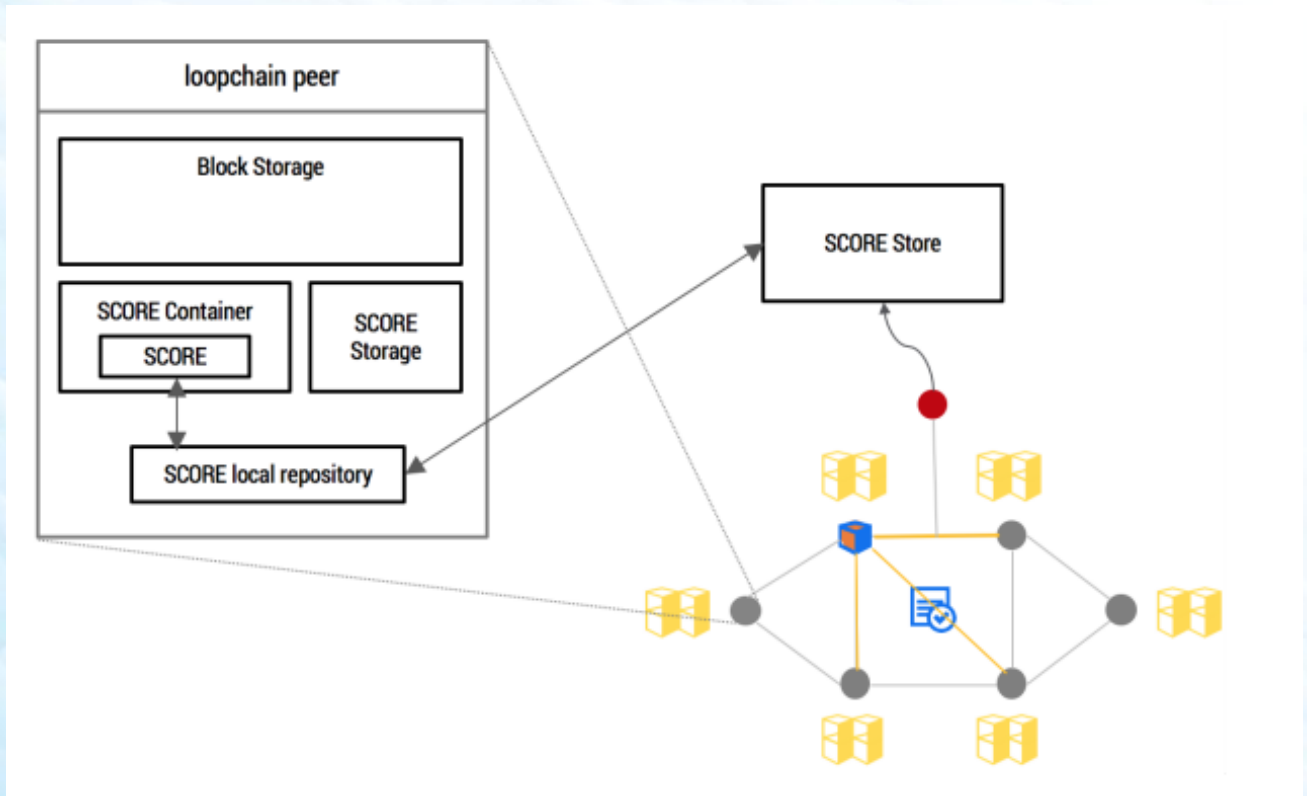 loopchain peer
Block Storage
SCORE Container
SCORE
SCORE
Storage
SCORE local repository
SCORE Store